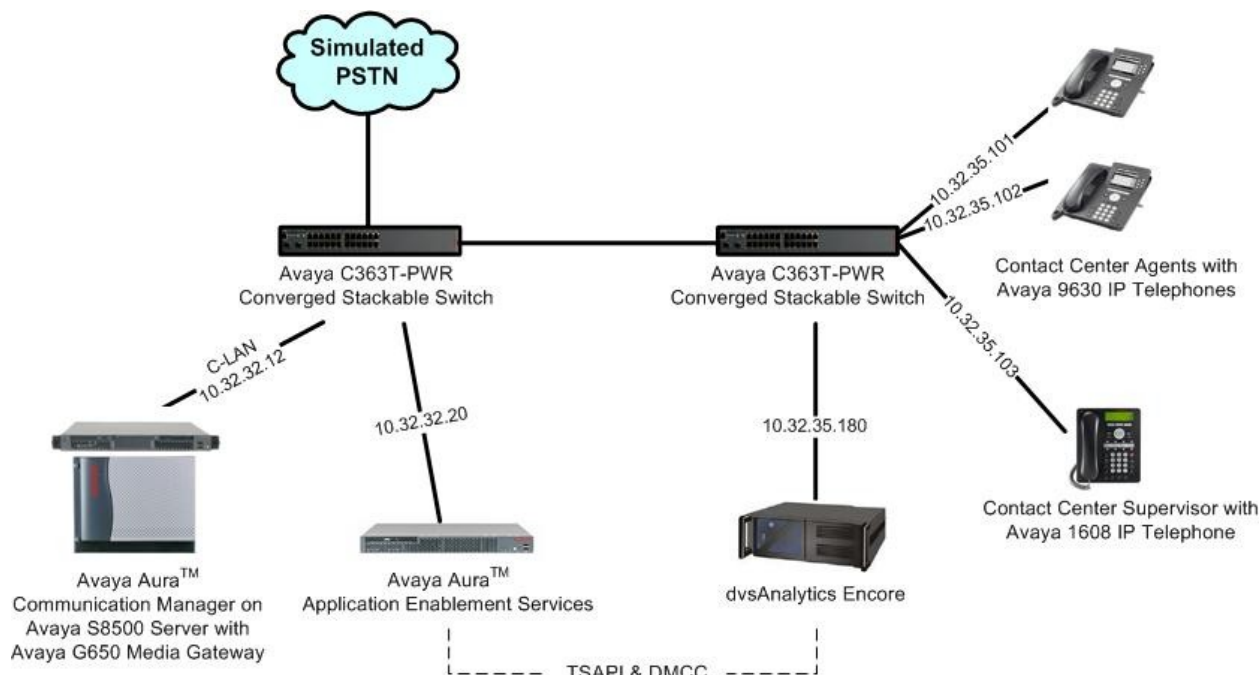 Simulated
PSTN
10.32.35.101
10.32.35.102
Avaya C363T-PWR
Converged Stackable Switch
Avaya C363T-PWR
Converged Stackable Switch
Contact Center Agents with
Avaya 9630 IP Telephones
10.32.35.103
C-LAN
10.32.32.12
10.32.32.20
10.32.35.180
Contact Center Supervisor with
Avaya 1608 IP Telephone
Avaya Aura™
Communication Manager on
Avaya S8500 Server with
Avaya G650 Media Gateway
Avaya Aura™
Application Enablement Services
dvsAnalytics Encore
TSAPI & DMCC